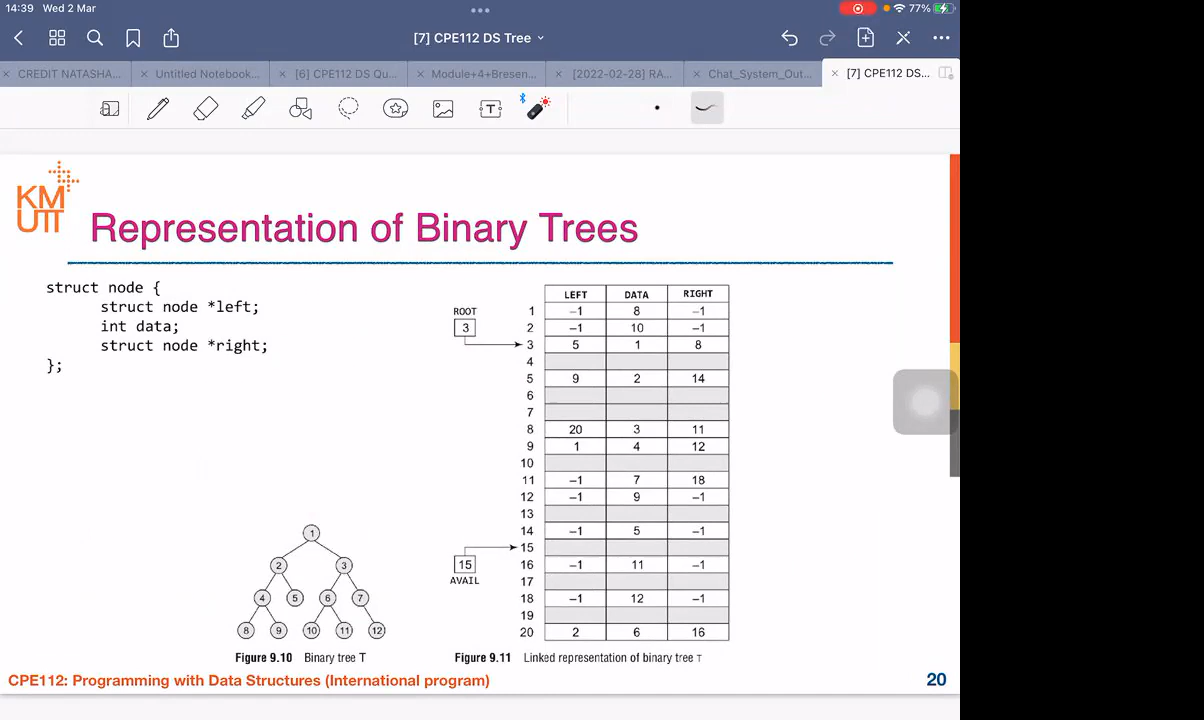 14:39 Wed 2 Mar
77%
[7] CPE112 DS Tree
CREDIT NATASHA...
Untitled Notebook...
[6] CPE112 DS Qu...
Module+4+Bresen...
[2022-02-28] RA...
Chat_System_Out...
[7] CPE112 DS...
T
KM
UTT
Representation of Binary Trees
struct node {
struct node *left;
int data;
struct node *right;
};
ROOT
3
LEFT DATA RIGHT
1 −1 8 −1
2 −1 10 −1
3 5 1 8
4
5 9 2 14
6
7
8 20 3 11
9 1 4 12
10
11 −1 7 18
12 −1 9 −1
13
14 −1 5 −1
15
16 −1 11 −1
17
18 −1 12 −1
19
20 2 6 16
15
AVAIL
1
2 3
4 5 6 7
8 9 10 11 12
Figure 9.10 Binary tree T
Figure 9.11 Linked representation of binary tree T
CPE112: Programming with Data Structures (International program)
20